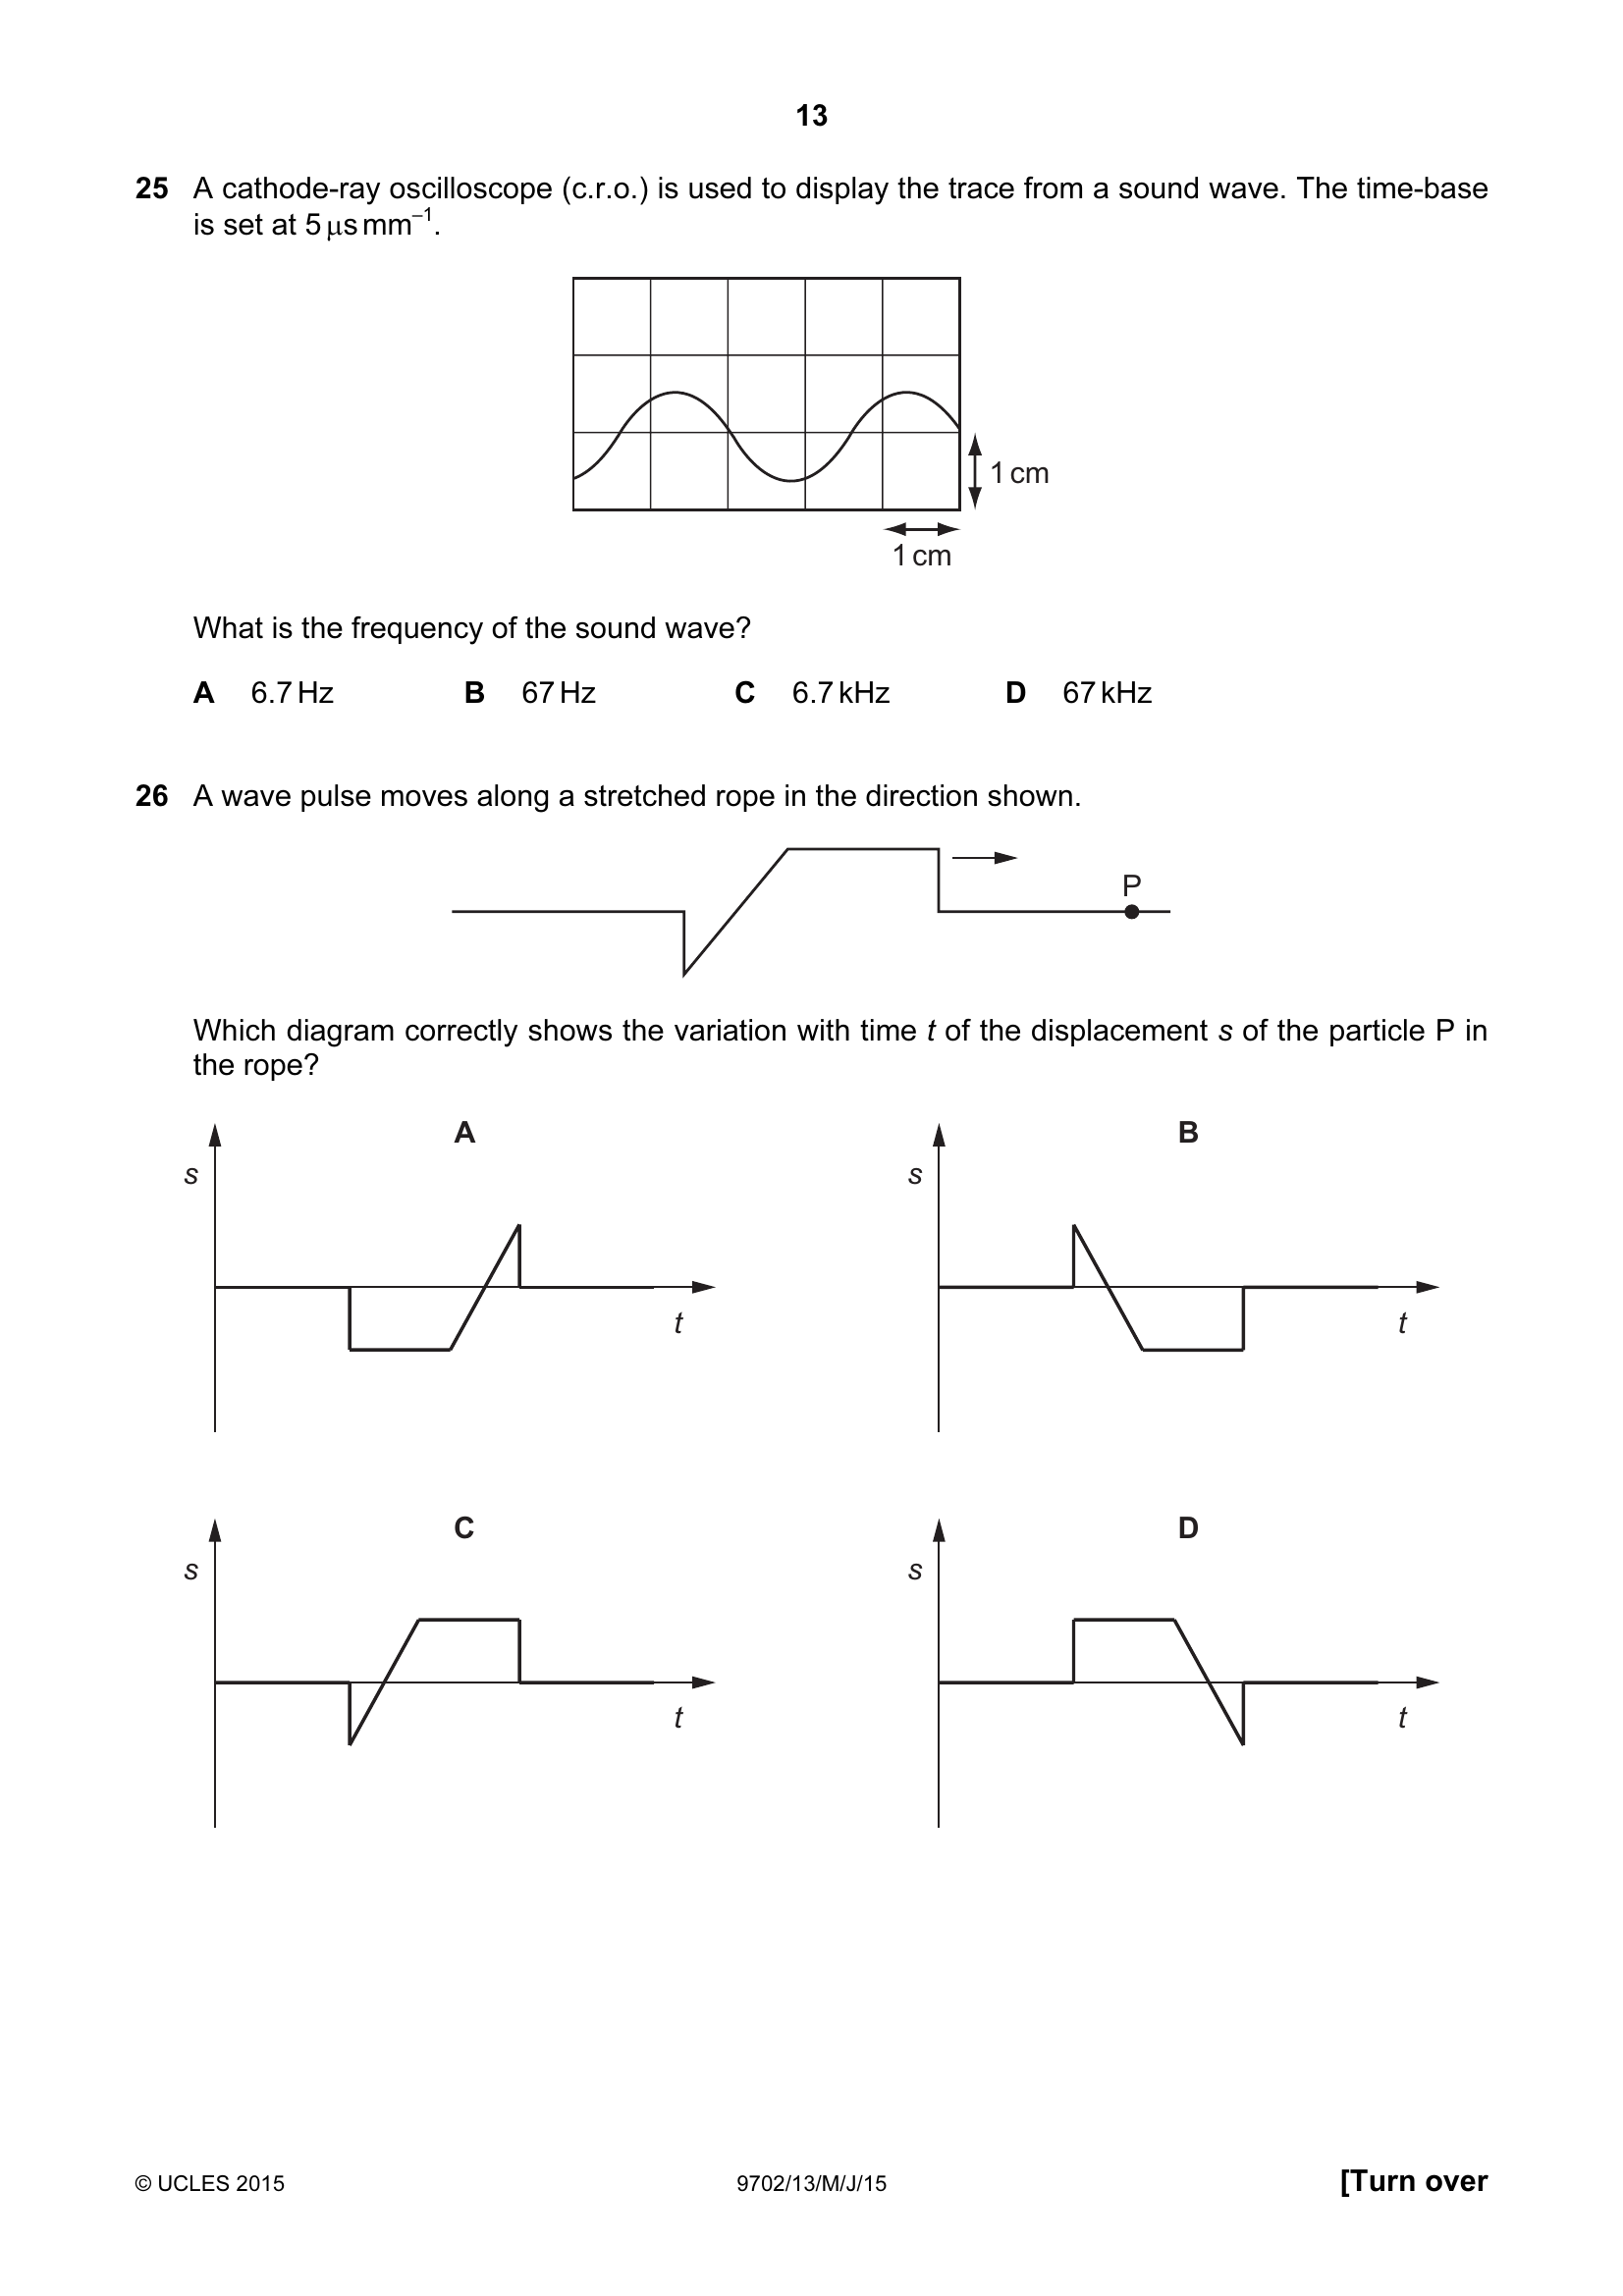 13
25 A cathode-ray oscilloscope (c.r.o.) is used to display the trace from a sound wave. The time-base
is set at 5 μs mm⁻¹.
1 cm
1 cm
What is the frequency of the sound wave?
A 6.7 Hz B 67 Hz C 6.7 kHz D 67 kHz
26 A wave pulse moves along a stretched rope in the direction shown.
P
Which diagram correctly shows the variation with time t of the displacement s of the particle P in
the rope?
A B
s s
t t
C D
s s
t t
© UCLES 2015 9702/13/M/J/15 [Turn over